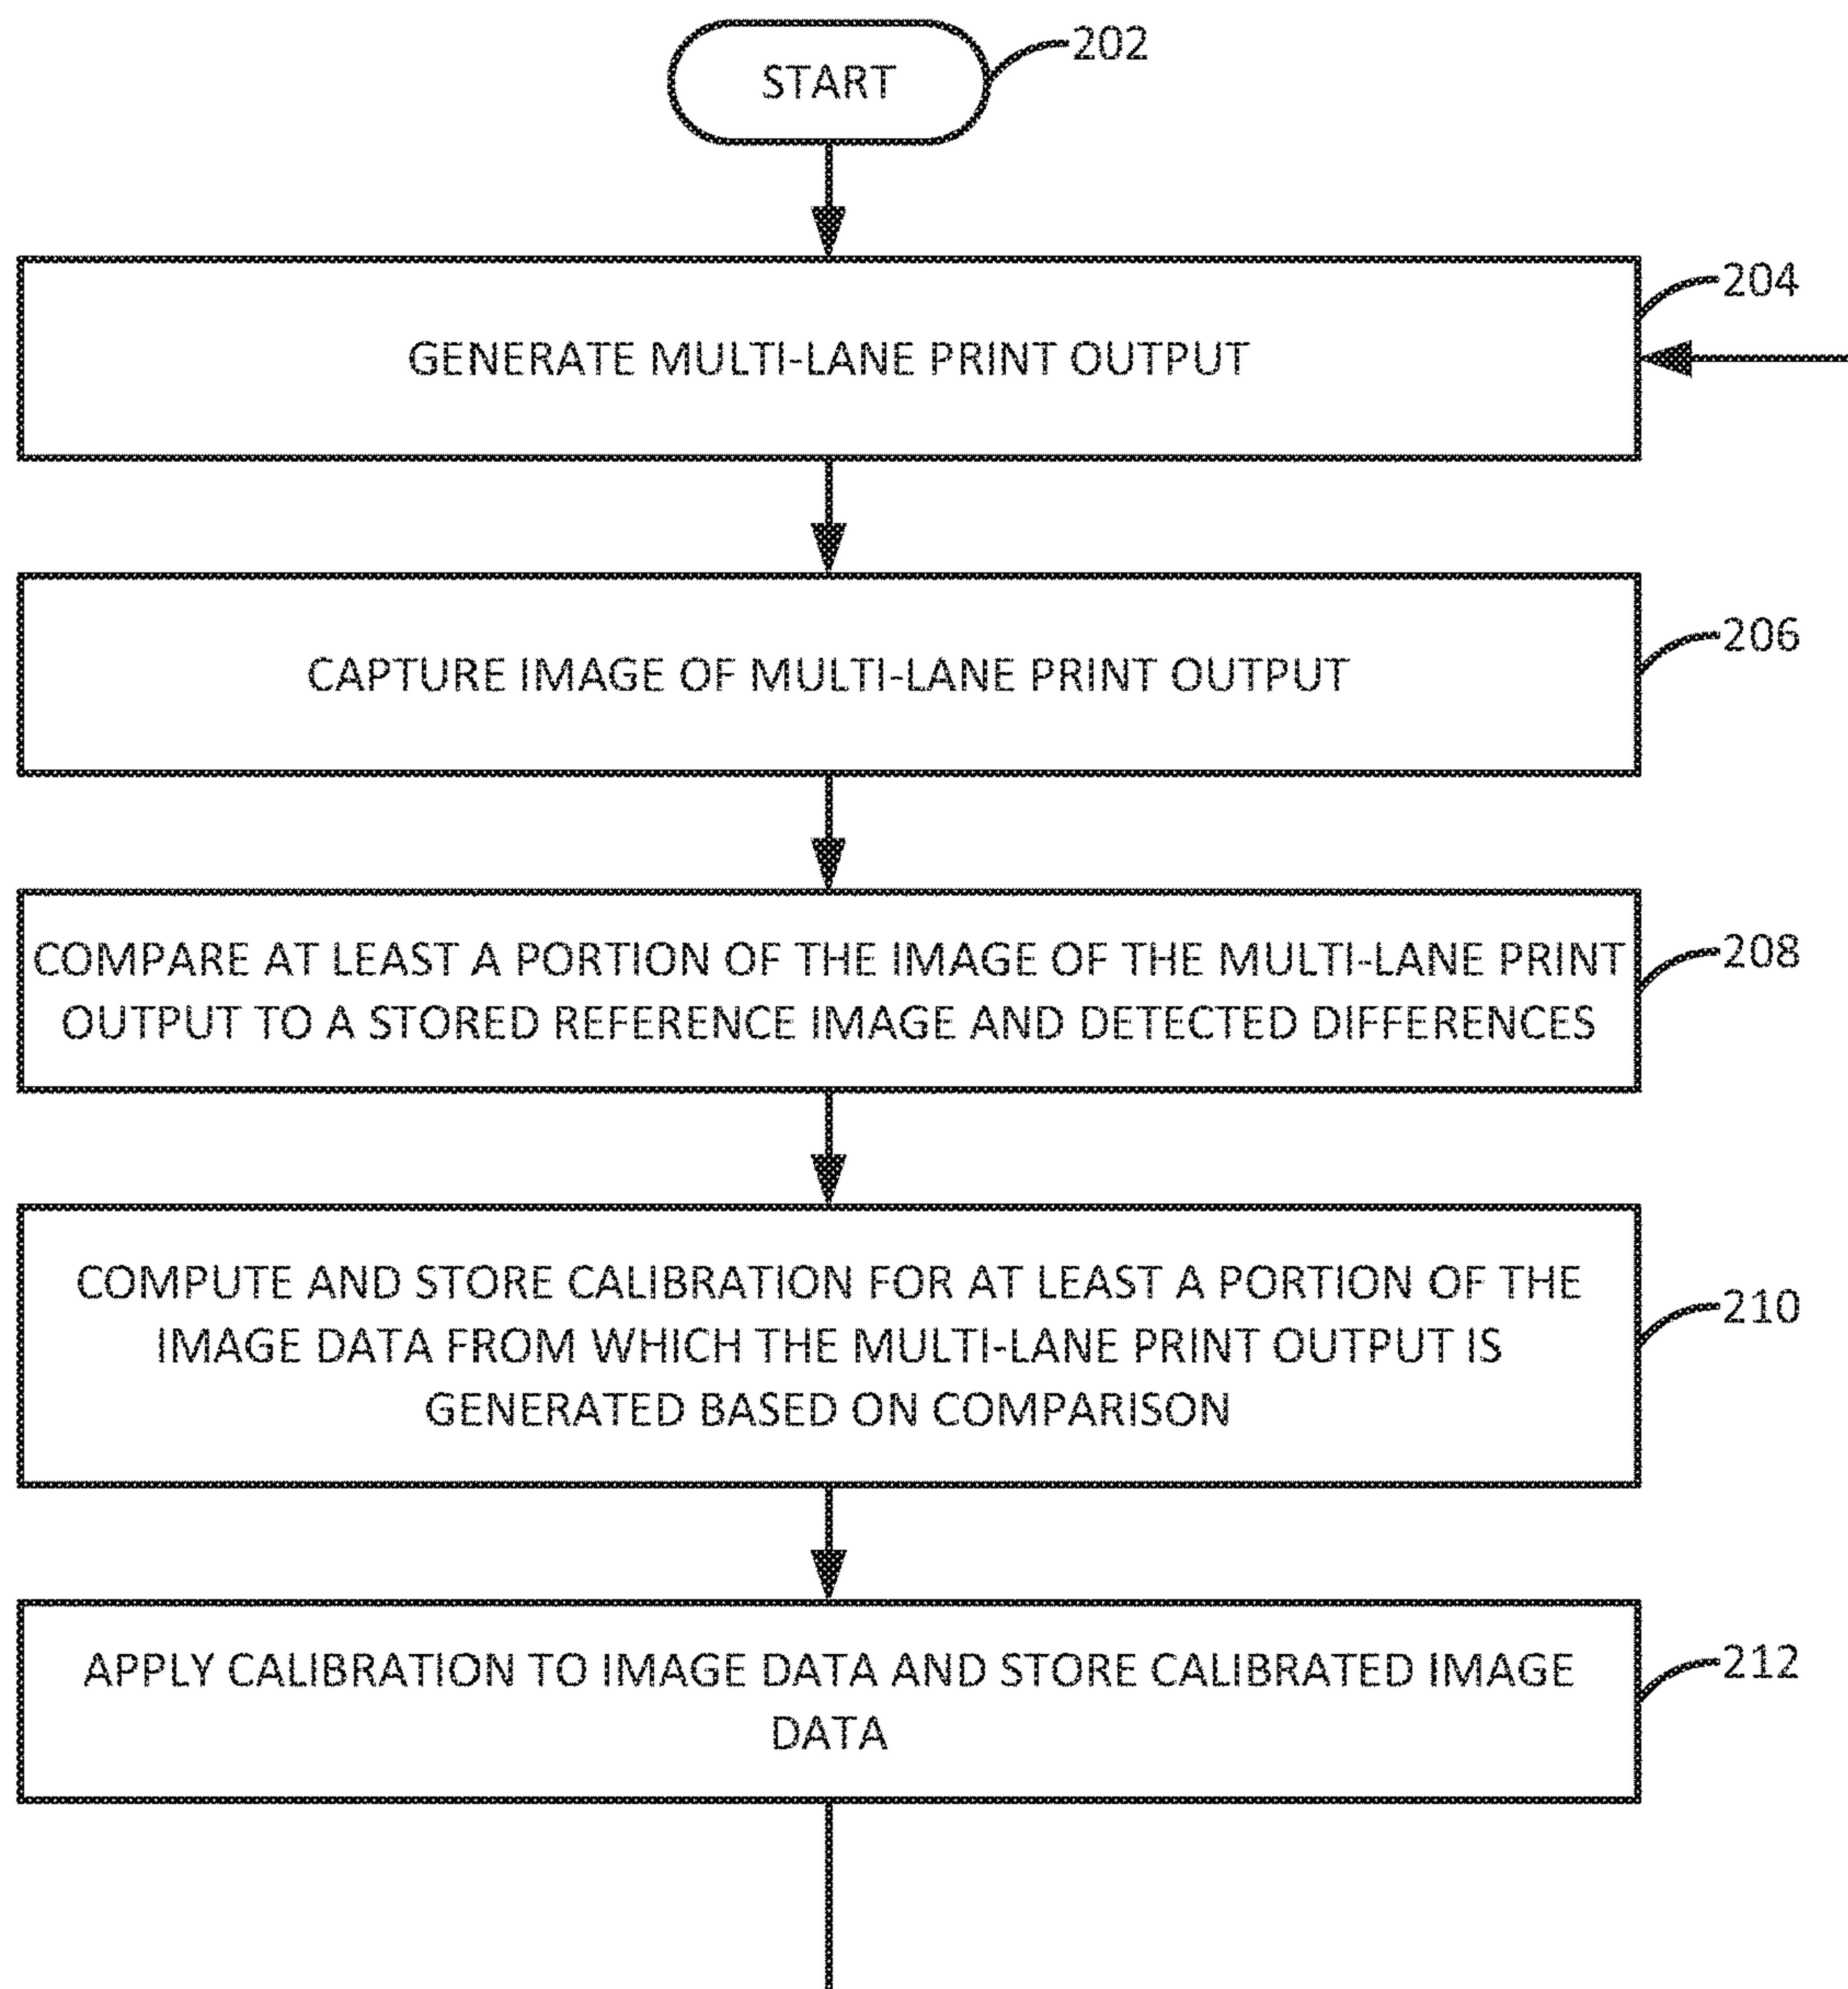 START
202
204
GENERATE MULTI-LANE PRINT OUTPUT
206
CAPTURE IMAGE OF MULTI-LANE PRINT OUTPUT
208
COMPARE AT LEAST A PORTION OF THE IMAGE OF THE MULTI-LANE PRINT
OUTPUT TO A STORED REFERENCE IMAGE AND DETECTED DIFFERENCES
210
COMPUTE AND STORE CALIBRATION FOR AT LEAST A PORTION OF THE
IMAGE DATA FROM WHICH THE MULTI-LANE PRINT OUTPUT IS
GENERATED BASED ON COMPARISON
212
APPLY CALIBRATION TO IMAGE DATA AND STORE CALIBRATED IMAGE
DATA